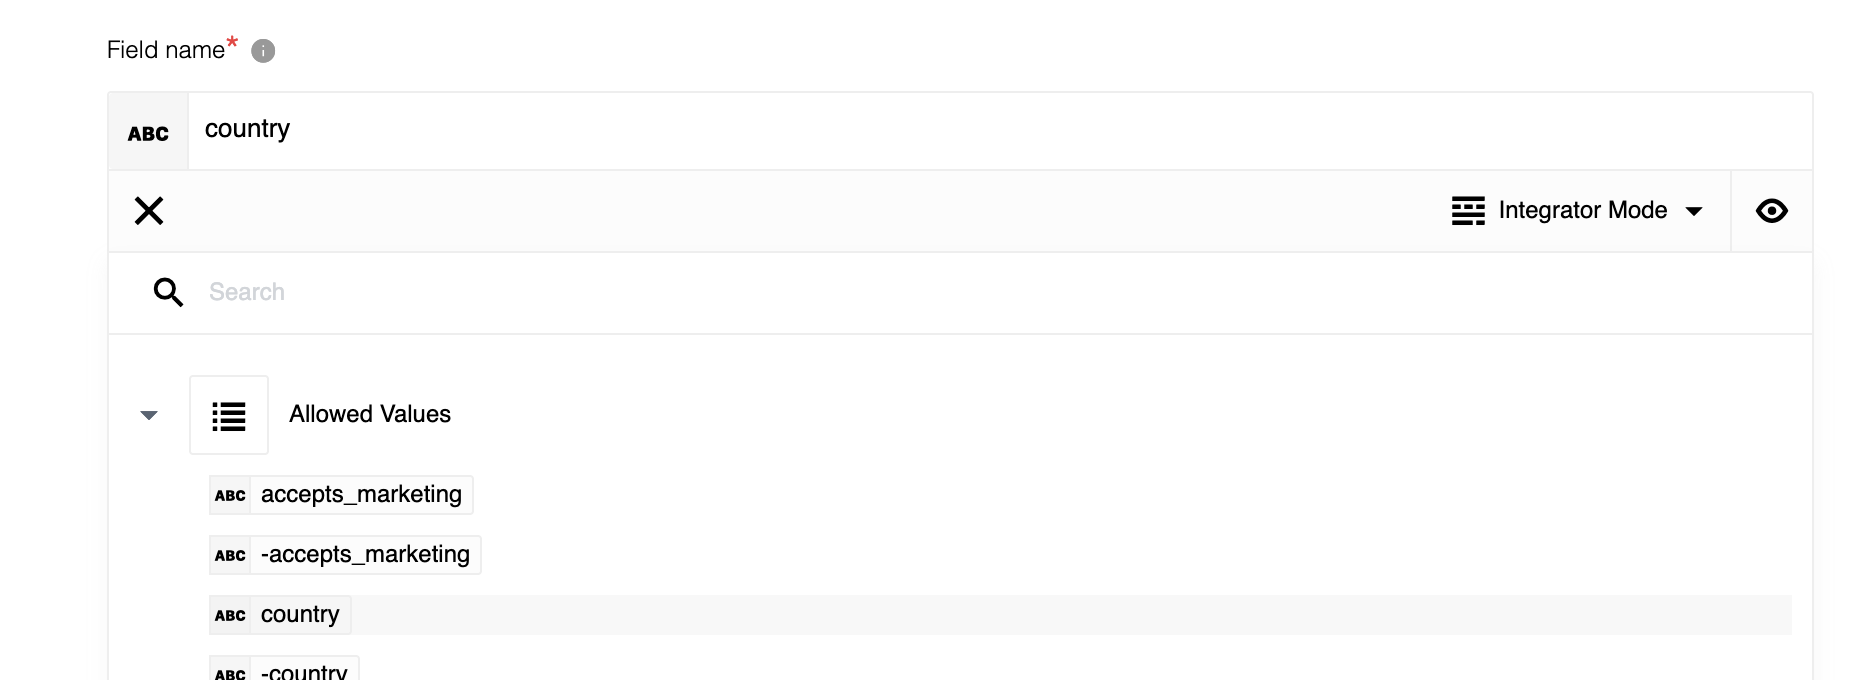 Field name*
ABC country
Integrator Mode
Search
Allowed Values
ABC accepts_marketing
ABC -accepts_marketing
ABC country
ABC -country